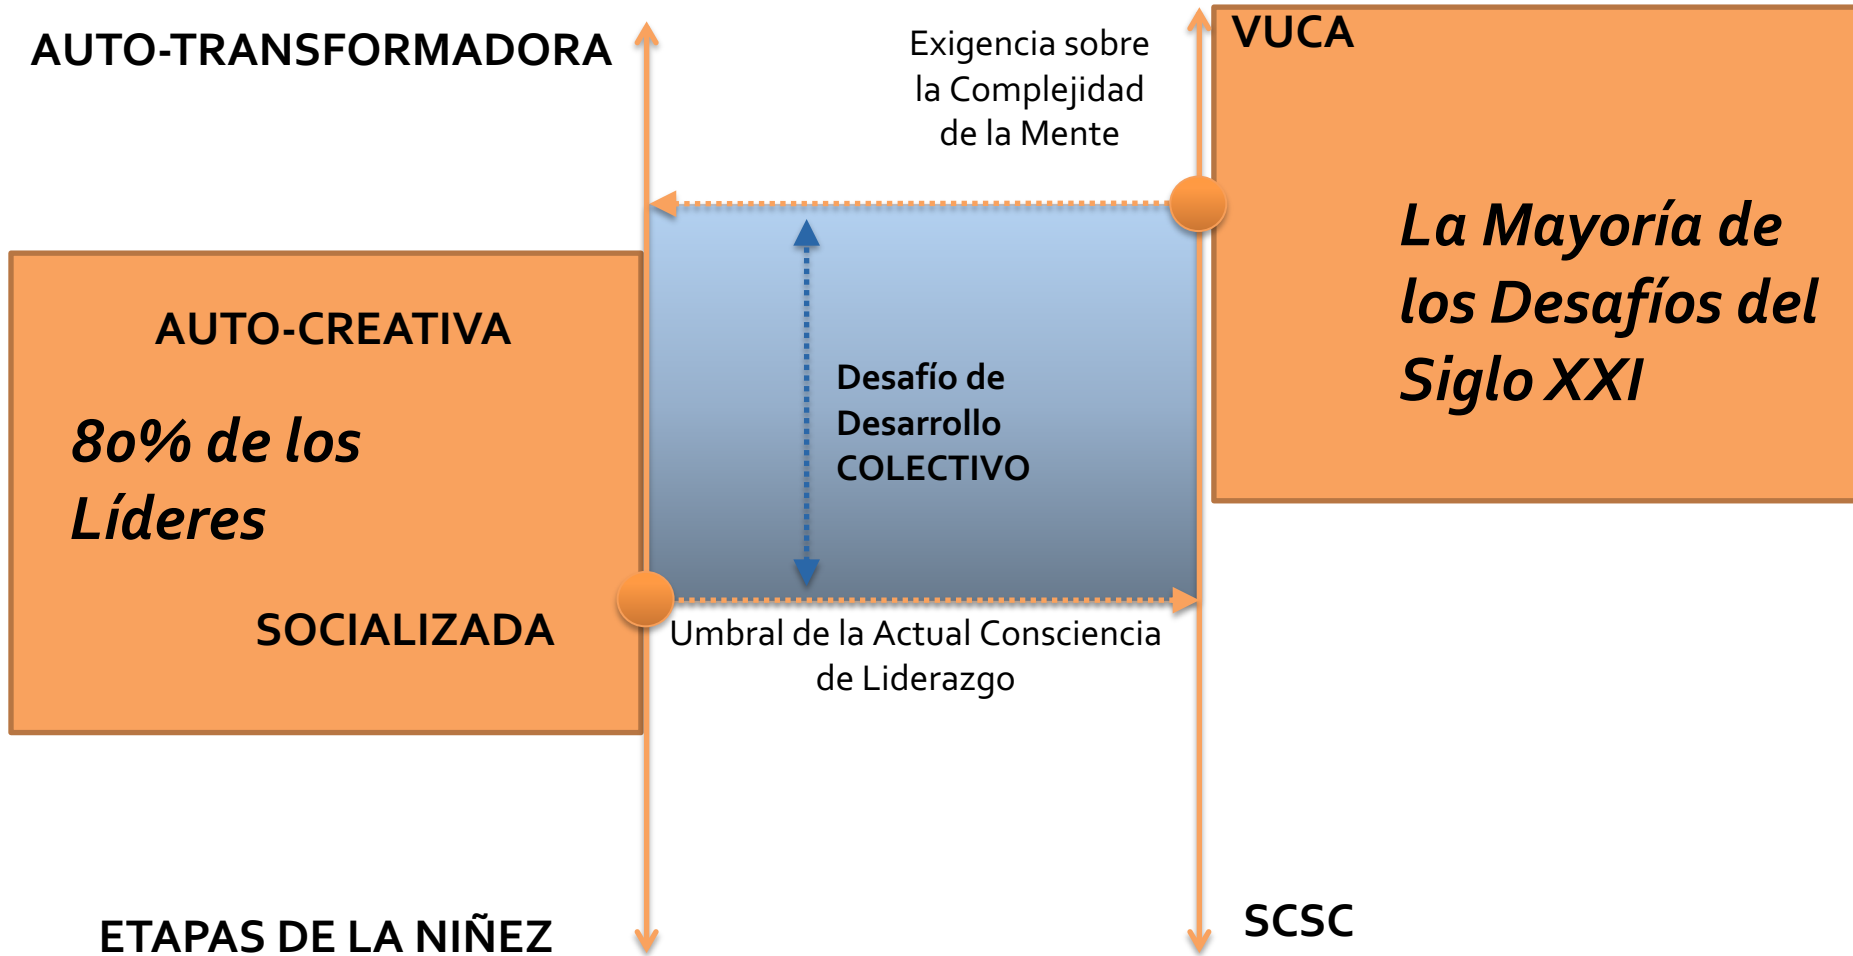 AUTO-TRANSFORMADORA
Exigencia sobre
la Complejidad
de la Mente
VUCA
La Mayoría de
los Desafíos del
Siglo XXI
AUTO-CREATIVA
80% de los
Líderes
SOCIALIZADA
Desafío de
Desarrollo
COLECTIVO
Umbral de la Actual Consciencia
de Liderazgo
ETAPAS DE LA NIÑEZ
SCSC